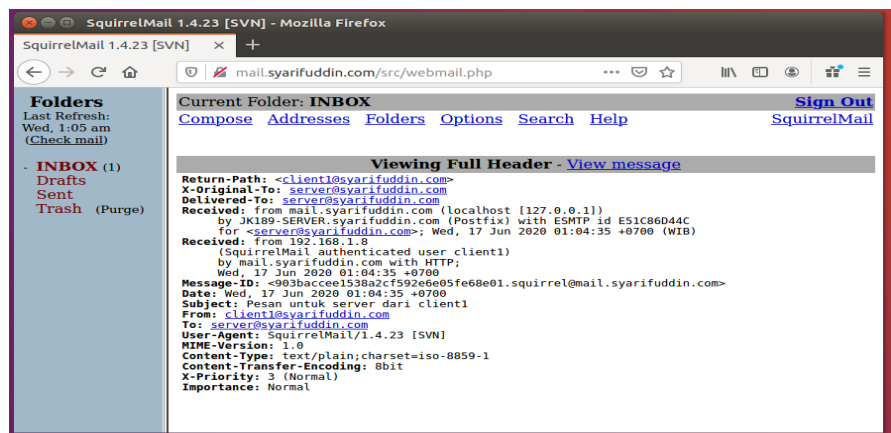 SquirrelMail 1.4.23 [SVN] - Mozilla Firefox
SquirrelMail 1.4.23 [SVN] × +
mail.syarifuddin.com/src/webmail.php
Folders
Last Refresh:
Wed, 1:05 am
(Check mail)
- INBOX (1)
Drafts
Sent
Trash (Purge)
Current Folder: INBOX Sign Out
Compose Addresses Folders Options Search Help SquirrelMail
Viewing Full Header - View message
Return-Path: <client1@syarifuddin.com>
X-Original-To: server@syarifuddin.com
Delivered-To: server@syarifuddin.com
Received: from mail.syarifuddin.com (localhost [127.0.0.1])
by JK189-SERVER.syarifuddin.com (Postfix) with ESMTP id E51C86D44C
for <server@syarifuddin.com>; Wed, 17 Jun 2020 01:04:35 +0700 (WIB)
Received: from 192.168.1.8
(SquirrelMail authenticated user client1)
by mail.syarifuddin.com with HTTP;
Wed, 17 Jun 2020 01:04:35 +0700
Message-ID: <903baccee1538a2cf592e6e05fe68e01.squirrel@mail.syarifuddin.com>
Date: Wed, 17 Jun 2020 01:04:35 +0700
Subject: Pesan untuk server dari client1
From: client1@syarifuddin.com
To: server@syarifuddin.com
User-Agent: SquirrelMail/1.4.23 [SVN]
MIME-Version: 1.0
Content-Type: text/plain;charset=iso-8859-1
Content-Transfer-Encoding: 8bit
X-Priority: 3 (Normal)
Importance: Normal